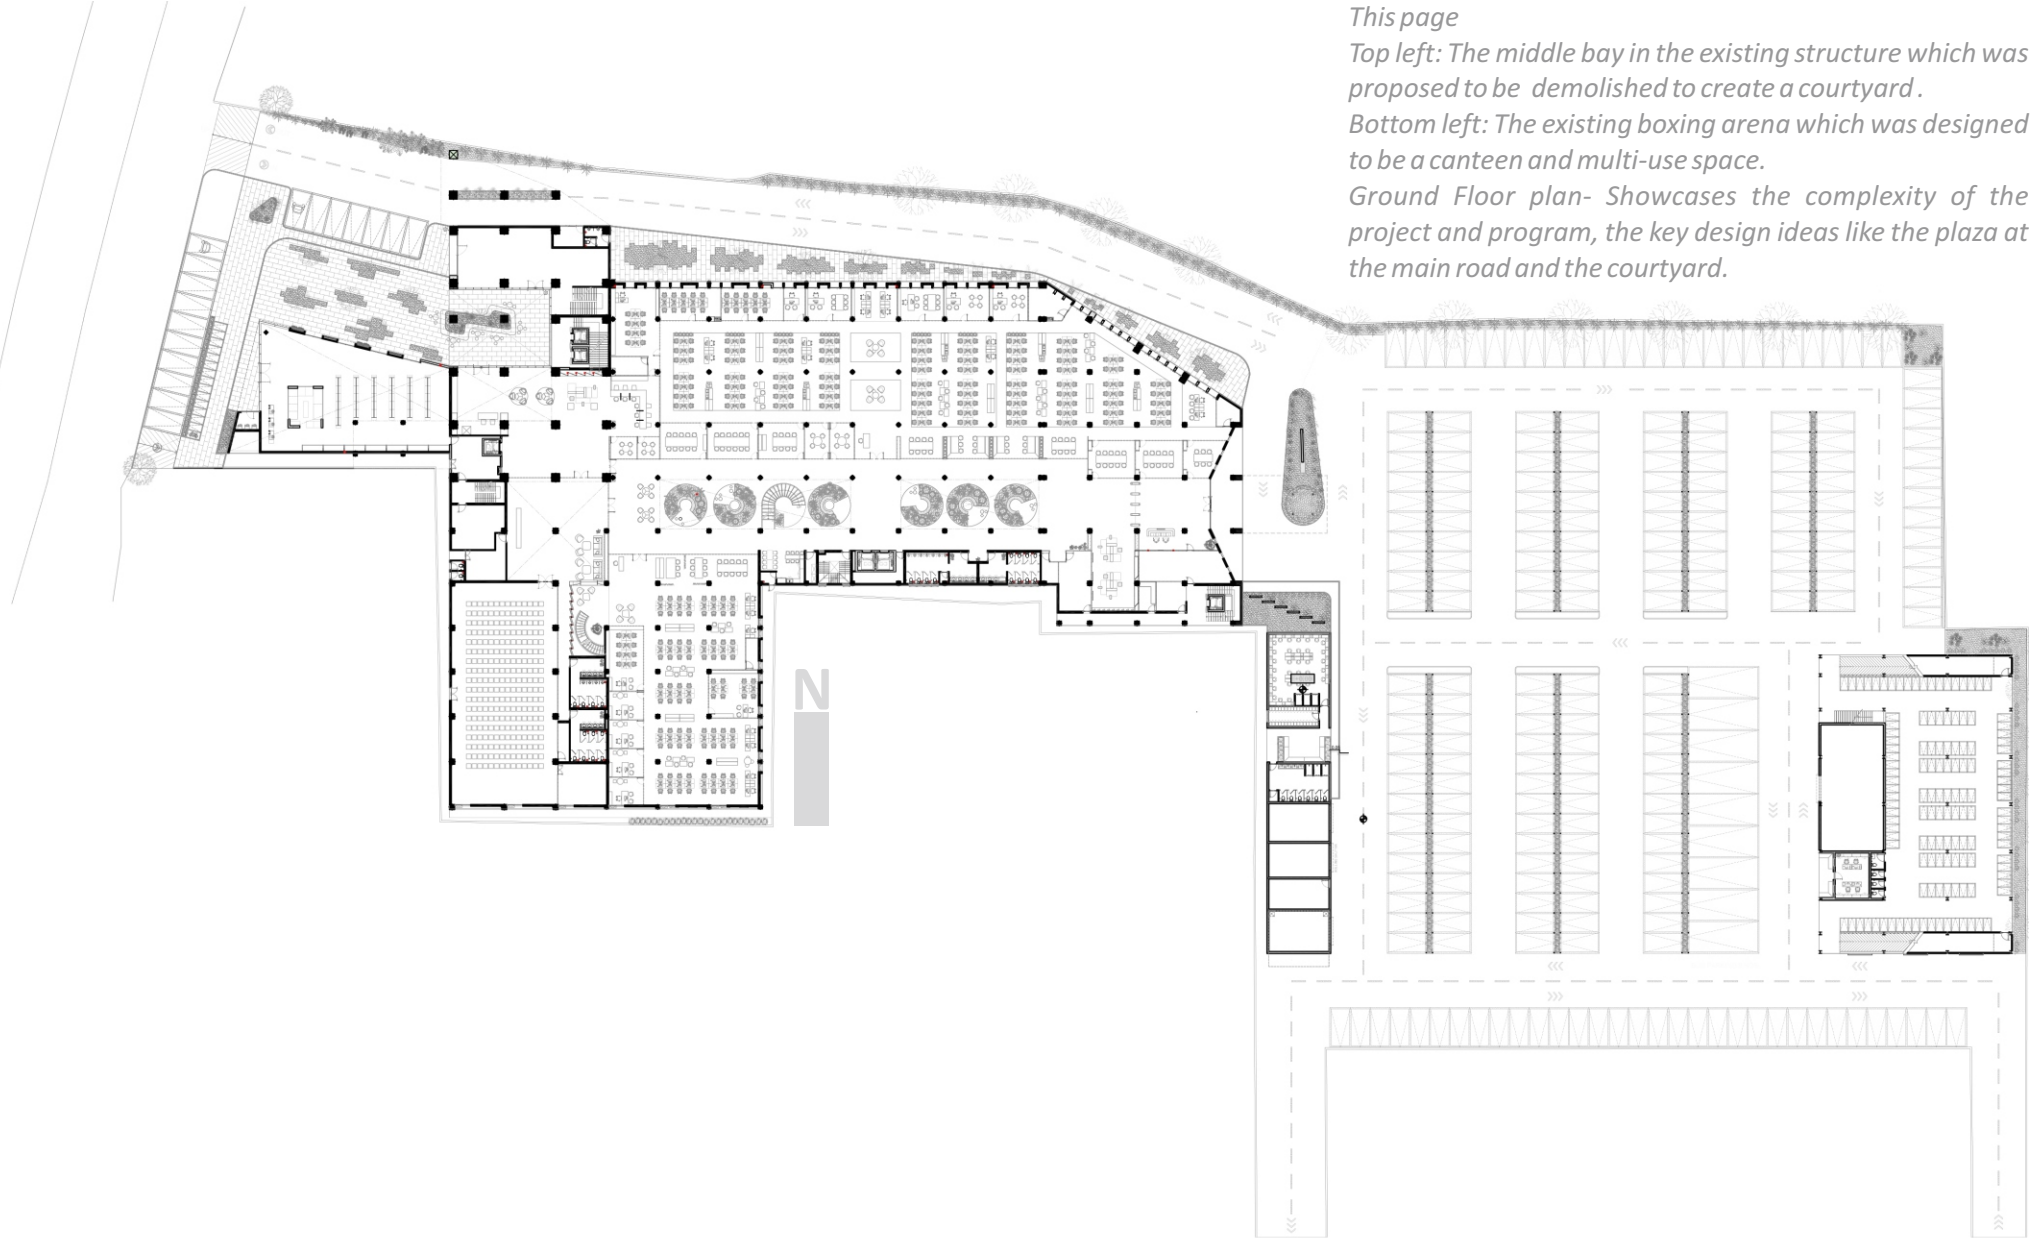 This page
Top left: The middle bay in the existing structure which was
proposed to be demolished to create a courtyard .
Bottom left: The existing boxing arena which was designed
to be a canteen and multi-use space.
Ground Floor plan- Showcases the complexity of the
project and program, the key design ideas like the plaza at
the main road and the courtyard.
N